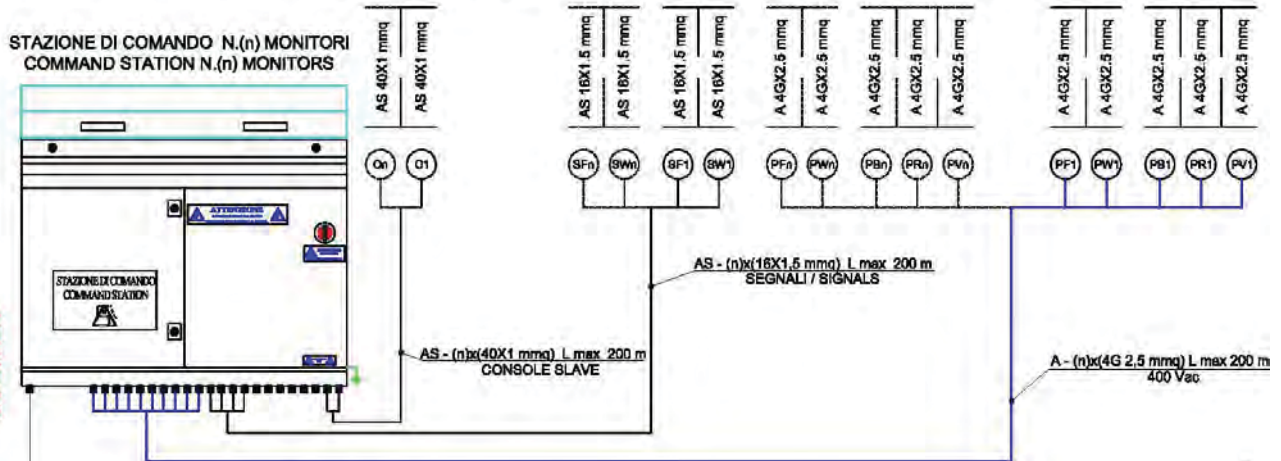 STAZIONE DI COMANDO N.(n) MONITORI
COMMAND STATION N.(n) MONITORS
AS 40X1 mmq
AS 40X1 mmq
AS 16X1.5 mmq
AS 16X1.5 mmq
AS 16X1.5 mmq
AS 16X1.5 mmq
A 4GX2.5 mmq
A 4GX2.5 mmq
A 4GX2.5 mmq
A 4GX2.5 mmq
A 4GX2.5 mmq
A 4GX2.5 mmq
A 4GX2.5 mmq
A 4GX2.5 mmq
A 4GX2.5 mmq
A 4GX2.5 mmq
SFn
SWn
SF1
SW1
PFn
PWn
PBn
PRn
PVn
PF1
PW1
PB1
PR1
PV1
ATTENZIONE
STAZIONE DI COMANDO
COMMAND STATION
AS - (n)x(16X1,5 mmq) L max 200 m
SEGNALI / SIGNALS
AS - (n)x(40X1 mmq) L max 200 m
CONSOLE SLAVE
A - (n)x(4G 2,5 mmq) L max 200 m
400 Vac